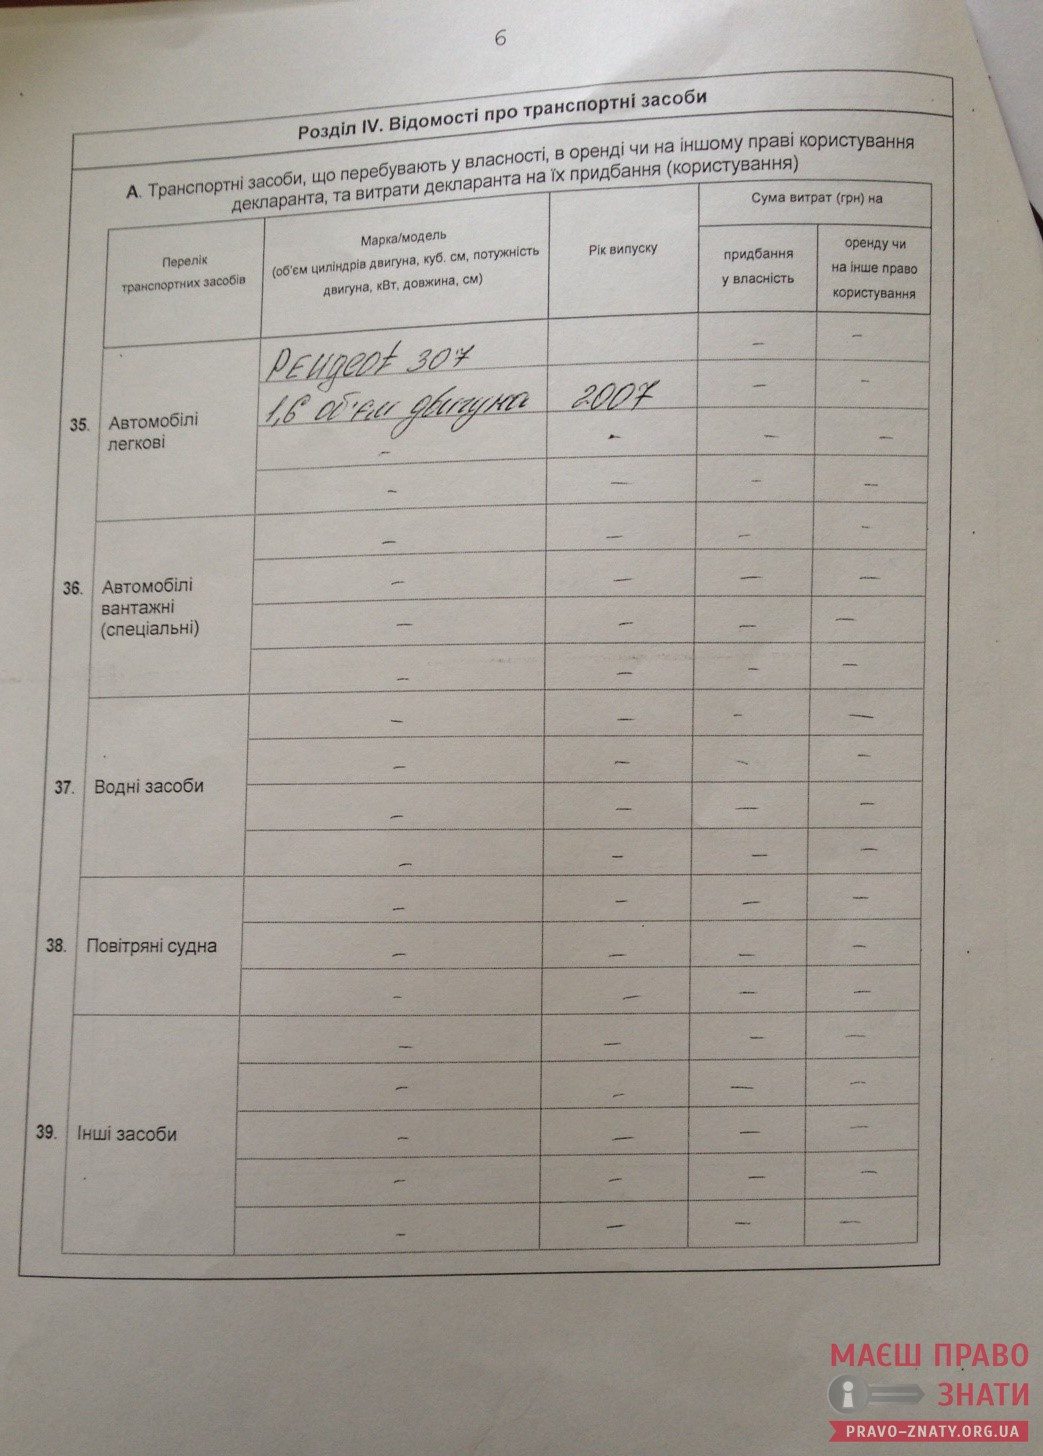 6
Розділ IV. Відомості про транспортні засоби
А. Транспортні засоби, що перебувають у власності, в оренді чи на іншому праві користування
декларанта, та витрати декларанта на їх придбання (користування)
Перелік
транспортних засобів
Марка/модель
(об'єм циліндрів двигуна, куб. см, потужність
двигуна, кВт, довжина, см)
Рік випуску
Сума витрат (грн) на
придбання
у власність
оренду чи
на інше право
користування
35. Автомобілі
легкові
Peugeot 307 – –
1,6 об'єм двигуна 2007 – –
– – – –
– – – –
36. Автомобілі
вантажні
(спеціальні)
– – – –
– – – –
– – – –
– – – –
37. Водні засоби
– – – –
– – – –
– – – –
– – – –
38. Повітряні судна
– – – –
– – – –
– – – –
39. Інші засоби
– – – –
– – – –
– – – –
– – – –
– – – –
МАЄШ ПРАВО
ЗНАТИ
PRAVO-ZNATY.ORG.UA